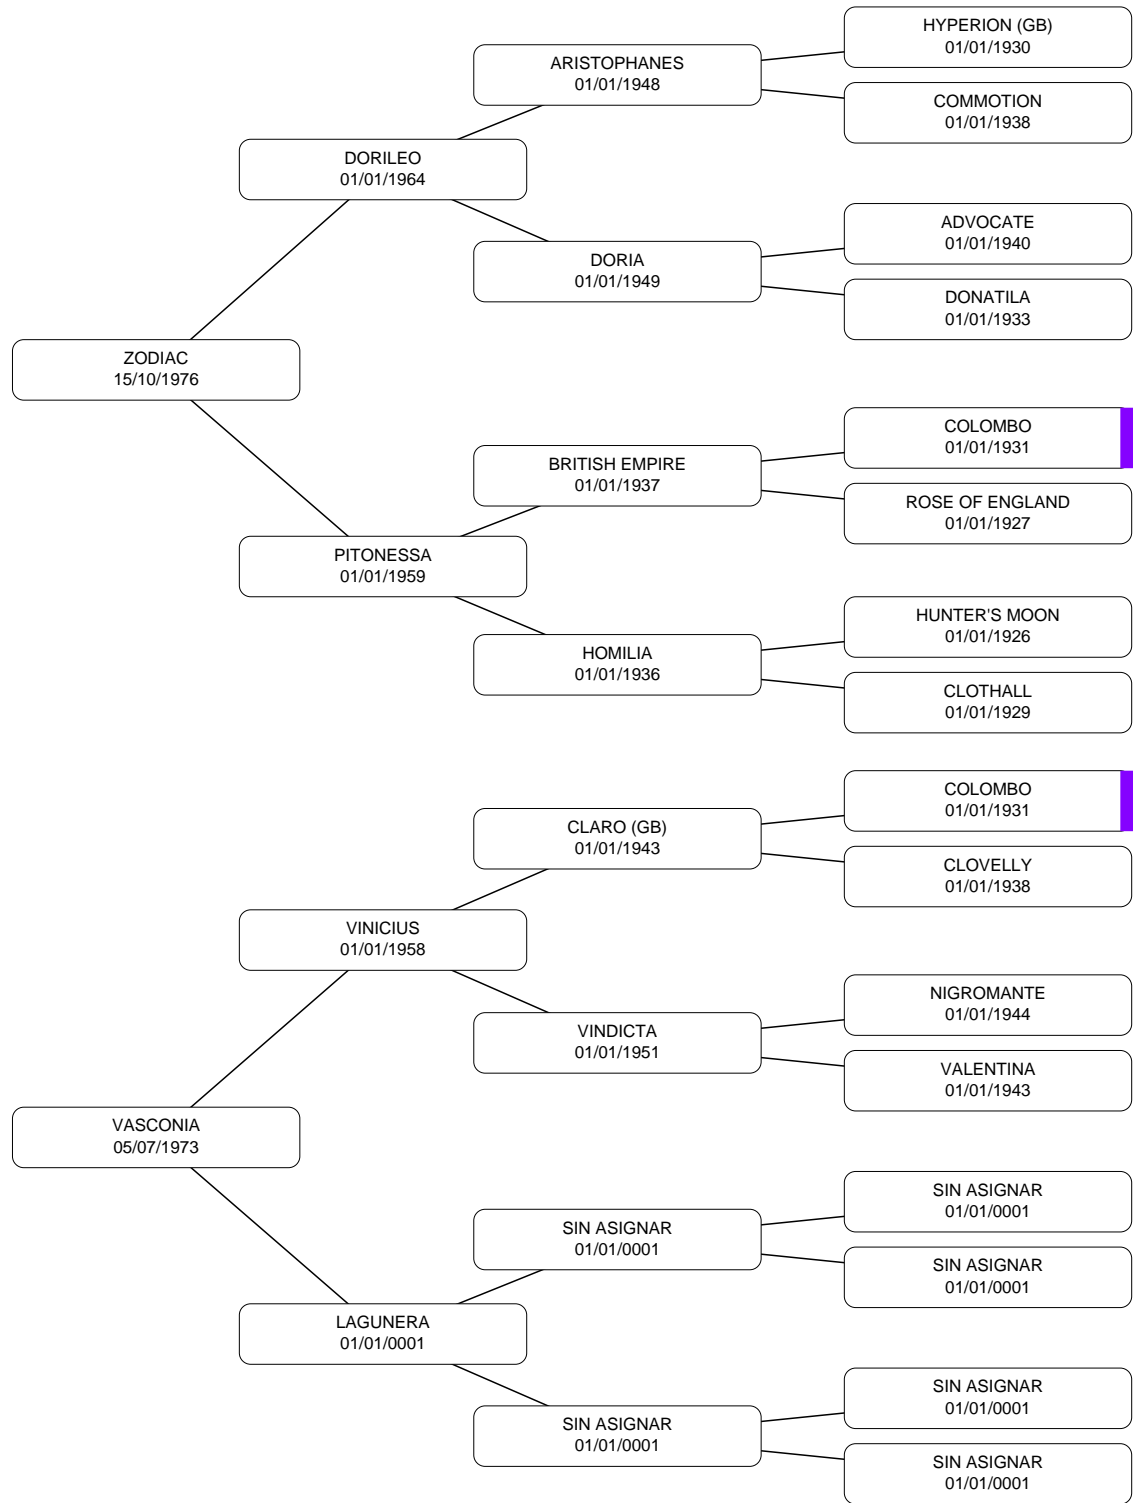 HYPERION (GB)
01/01/1930
ARISTOPHANES
01/01/1948
COMMOTION
01/01/1938
DORILEO
01/01/1964
ADVOCATE
01/01/1940
DORIA
01/01/1949
DONATILA
01/01/1933
ZODIAC
15/10/1976
COLOMBO
01/01/1931
BRITISH EMPIRE
01/01/1937
ROSE OF ENGLAND
01/01/1927
PITONESSA
01/01/1959
HUNTER'S MOON
01/01/1926
HOMILIA
01/01/1936
CLOTHALL
01/01/1929
COLOMBO
01/01/1931
CLARO (GB)
01/01/1943
CLOVELLY
01/01/1938
VINICIUS
01/01/1958
NIGROMANTE
01/01/1944
VINDICTA
01/01/1951
VALENTINA
01/01/1943
VASCONIA
05/07/1973
SIN ASIGNAR
01/01/0001
SIN ASIGNAR
01/01/0001
SIN ASIGNAR
01/01/0001
LAGUNERA
01/01/0001
SIN ASIGNAR
01/01/0001
SIN ASIGNAR
01/01/0001
SIN ASIGNAR
01/01/0001